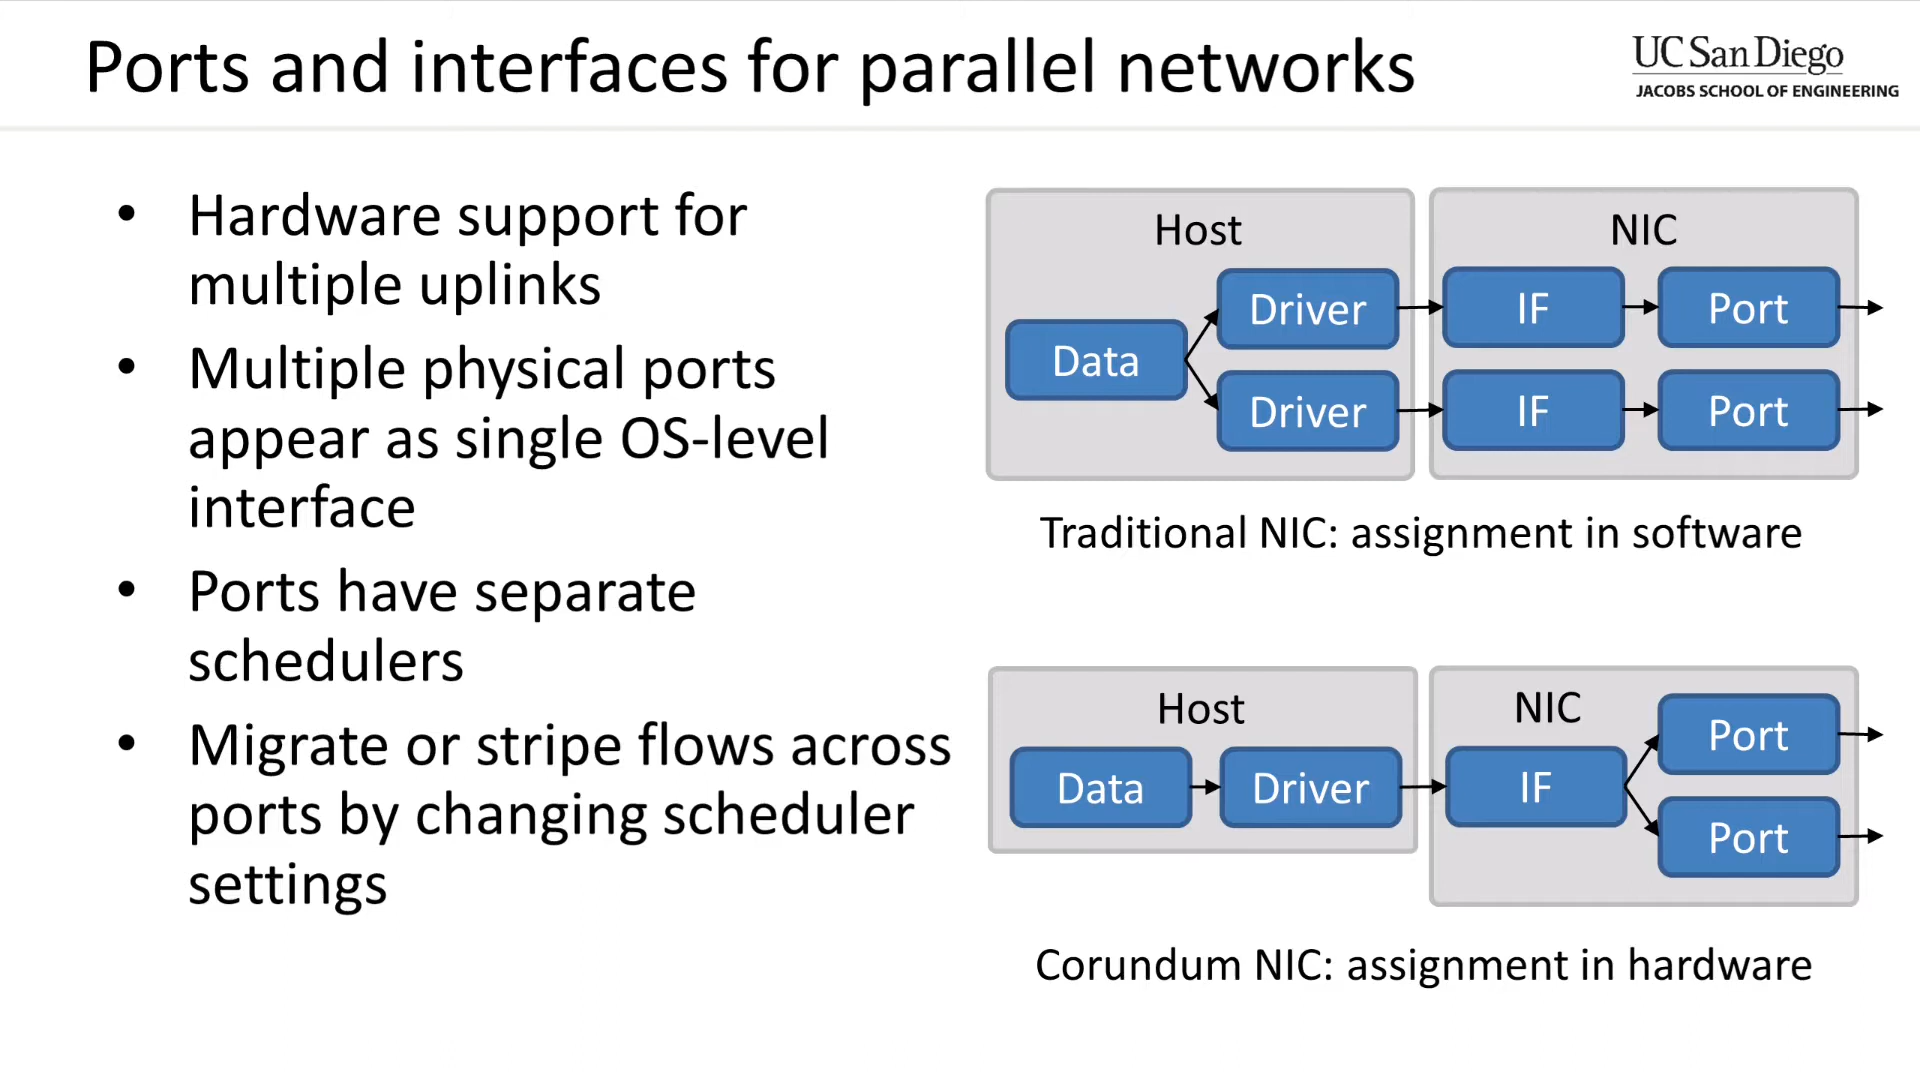 Ports and interfaces for parallel networks
UC San Diego
JACOBS SCHOOL OF ENGINEERING
• Hardware support for
multiple uplinks
• Multiple physical ports
appear as single OS-level
interface
• Ports have separate
schedulers
• Migrate or stripe flows across
ports by changing scheduler
settings
Host
NIC
Data
Driver
IF
Port
Driver
IF
Port
Traditional NIC: assignment in software
Host
NIC
Data
Driver
IF
Port
Port
Corundum NIC: assignment in hardware